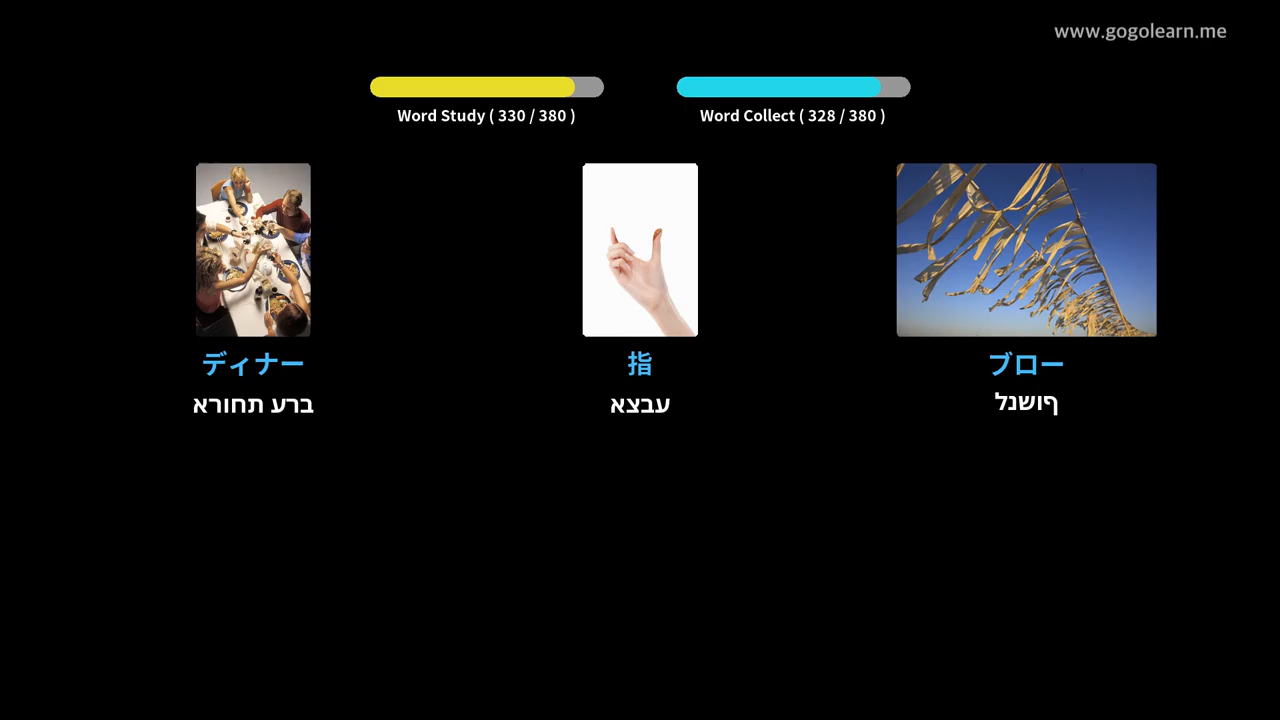 www.gogolearn.me
Word Study ( 330 / 380 )
Word Collect ( 328 / 380 )
ディナー
指
ブロー
ברע תחורא
עבצא
ףושנל